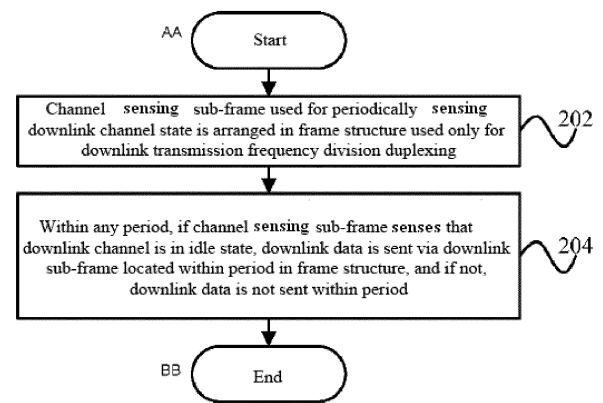 AA
Start
Channel sensing sub-frame used for periodically sensing
downlink channel state is arranged in frame structure used only for
downlink transmission frequency division duplexing
202
Within any period, if channel sensing sub-frame senses that
downlink channel is in idle state, downlink data is sent via downlink
sub-frame located within period in frame structure, and if not,
downlink data is not sent within period
204
BB
End